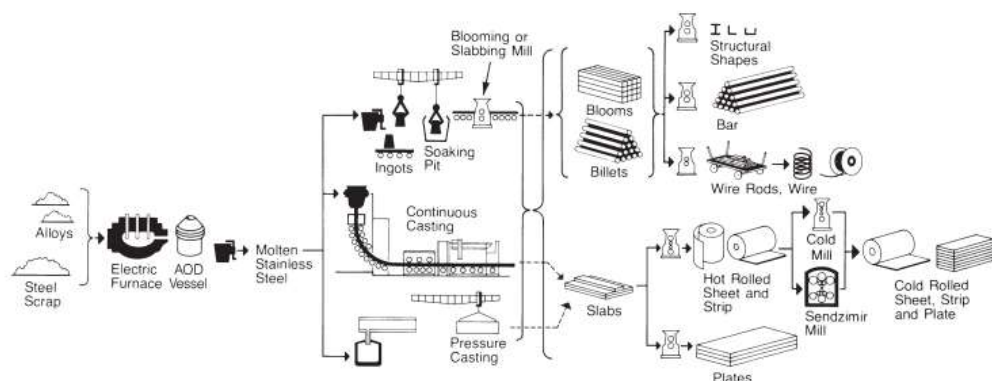 Alloys
Steel
Scrap
Electric
Furnace
AOD
Vessel
Molten
Stainless
Steel
Blooming or
Slabbing Mill
Ingots
Soaking
Pit
Continuous
Casting
Pressure
Casting
Blooms
Billets
Slabs
Structural
Shapes
Bar
Wire Rods, Wire
Hot Rolled
Sheet and
Strip
Cold
Mill
Sendzimir
Mill
Cold Rolled
Sheet, Strip
and Plate
Plates